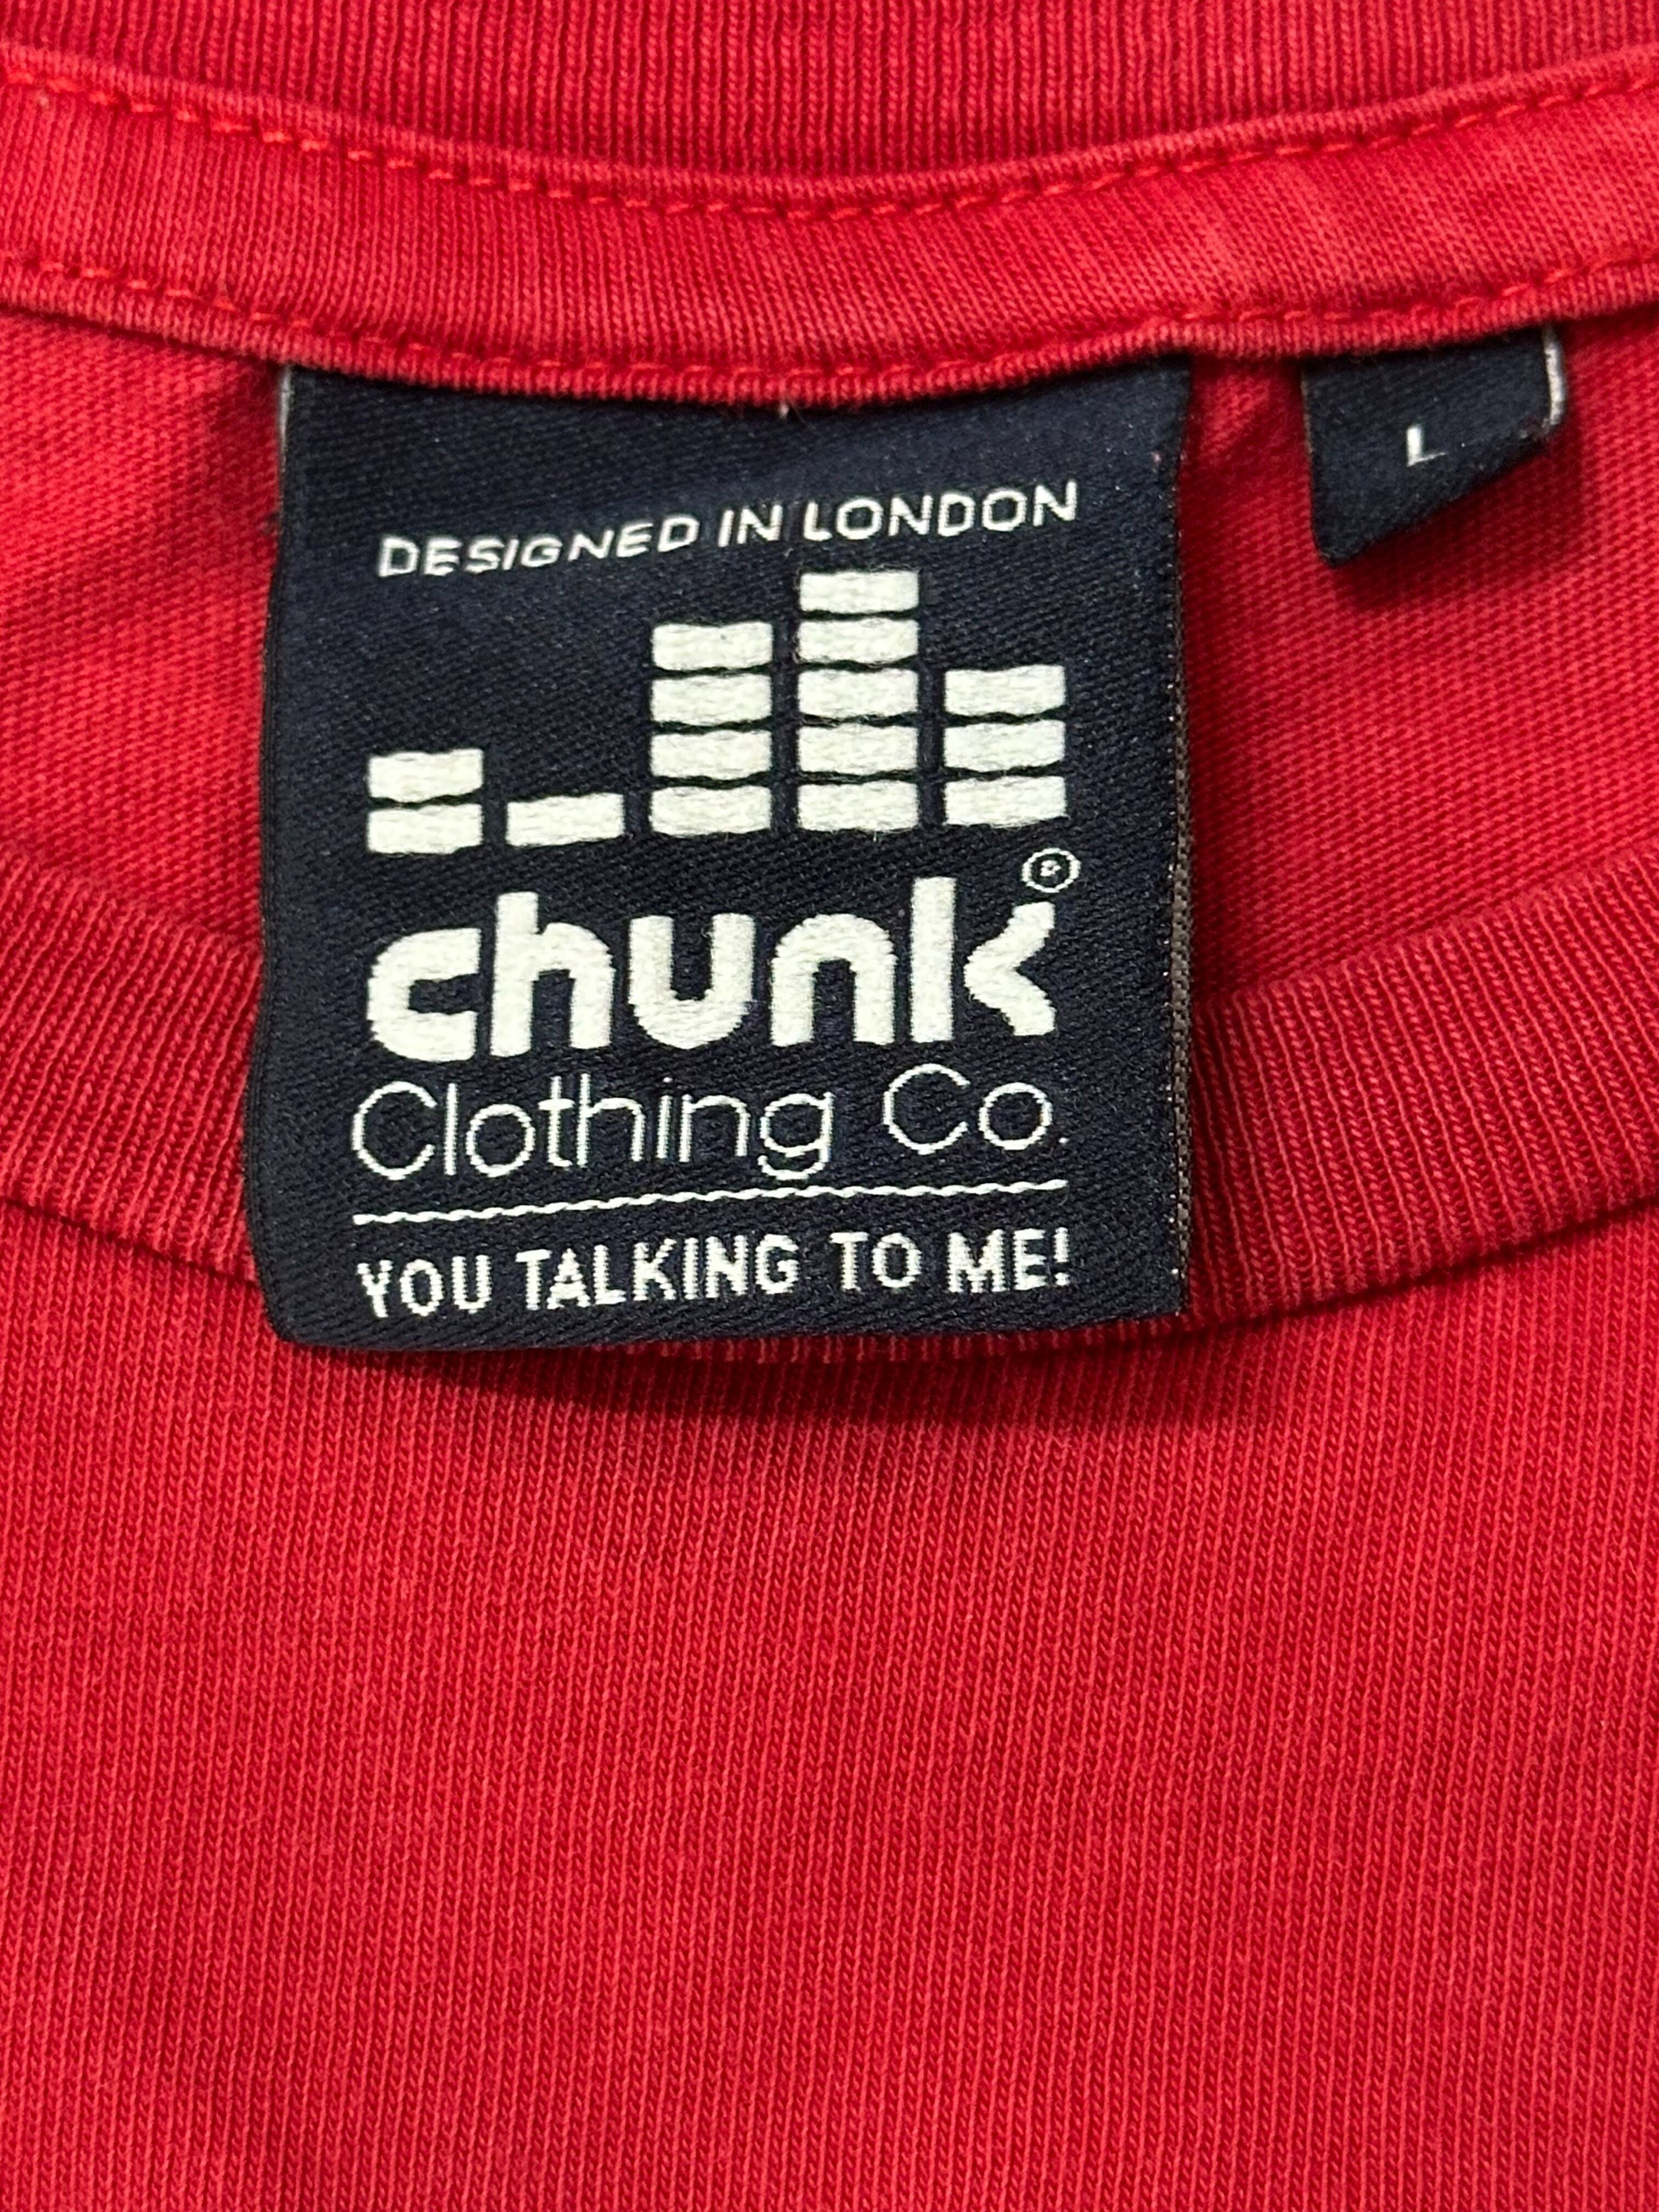 DESIGNED IN LONDON
L
chunk®
Clothing Co.
YOU TALKING TO ME!